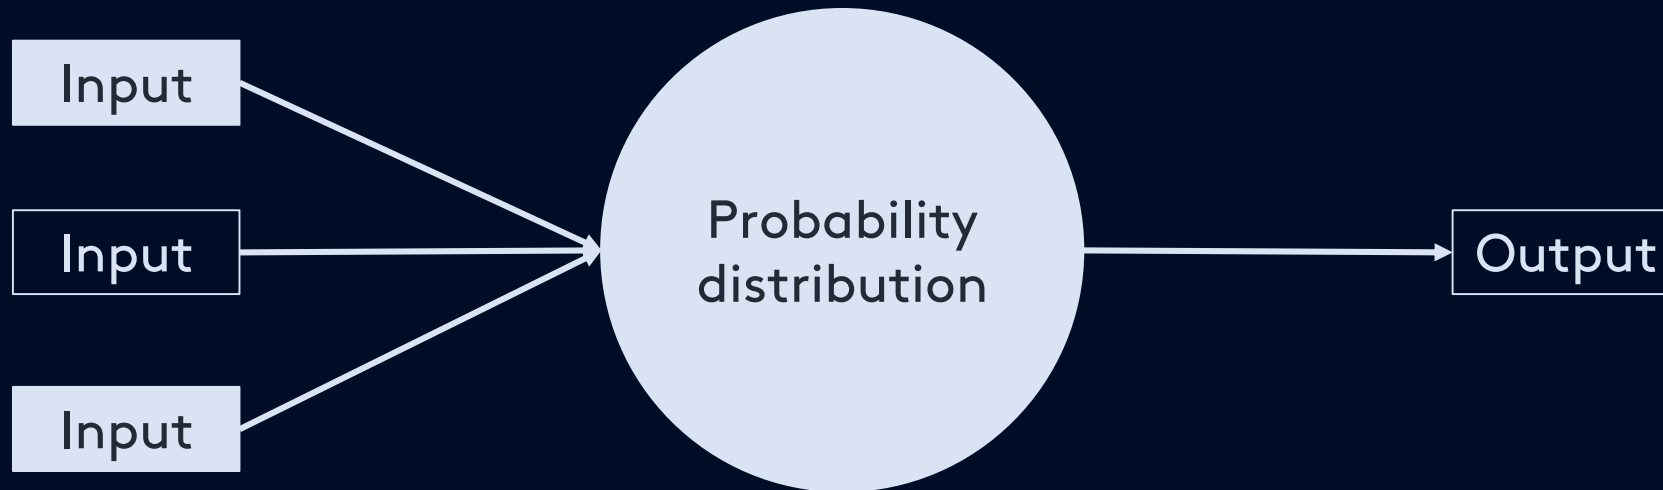 Input
Input
Input
Probability
distribution
Output